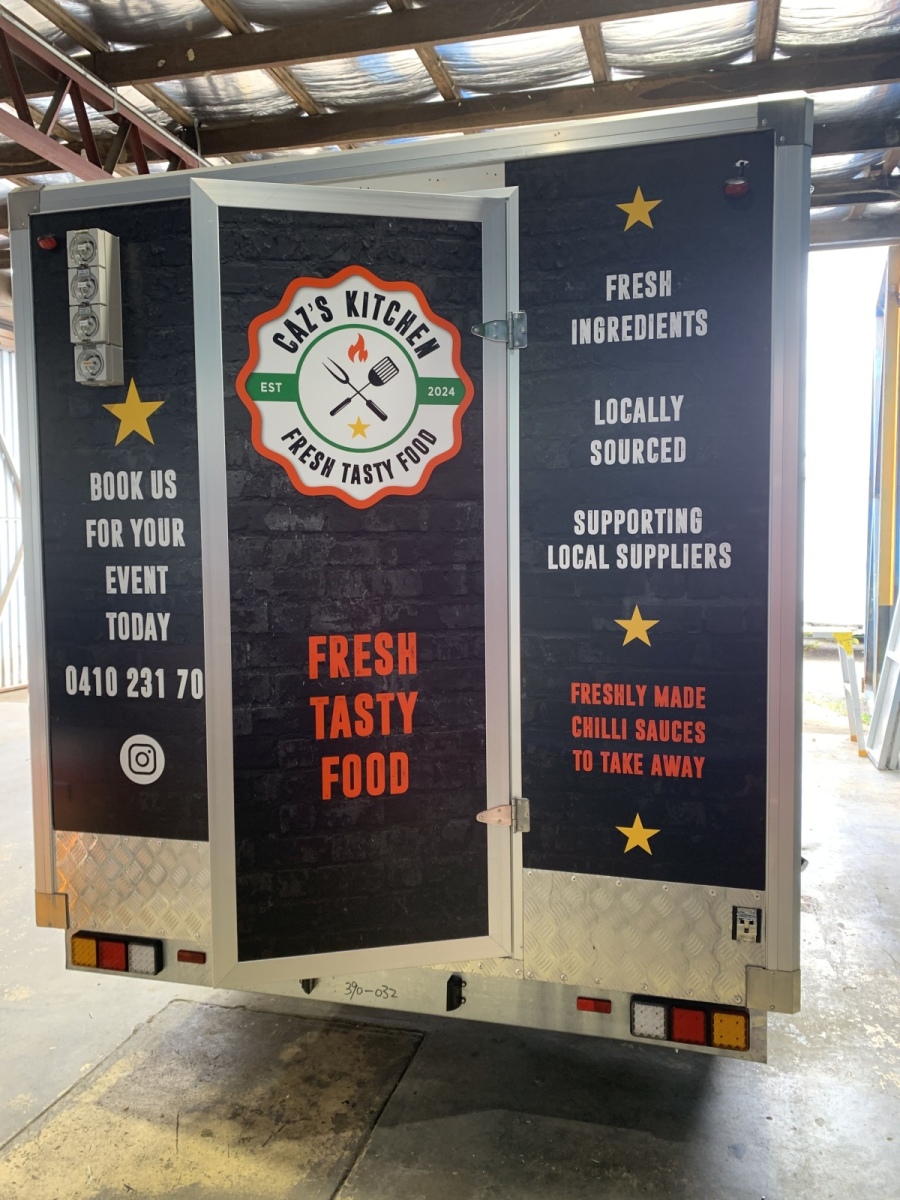 BOOK US
FOR YOUR
EVENT
TODAY
0410 231 70
CAZ'S KITCHEN
EST 2024
FRESH TASTY FOOD
FRESH
TASTY
FOOD
FRESH
INGREDIENTS
LOCALLY
SOURCED
SUPPORTING
LOCAL SUPPLIERS
FRESHLY MADE
CHILLI SAUCES
TO TAKE AWAY
390-032